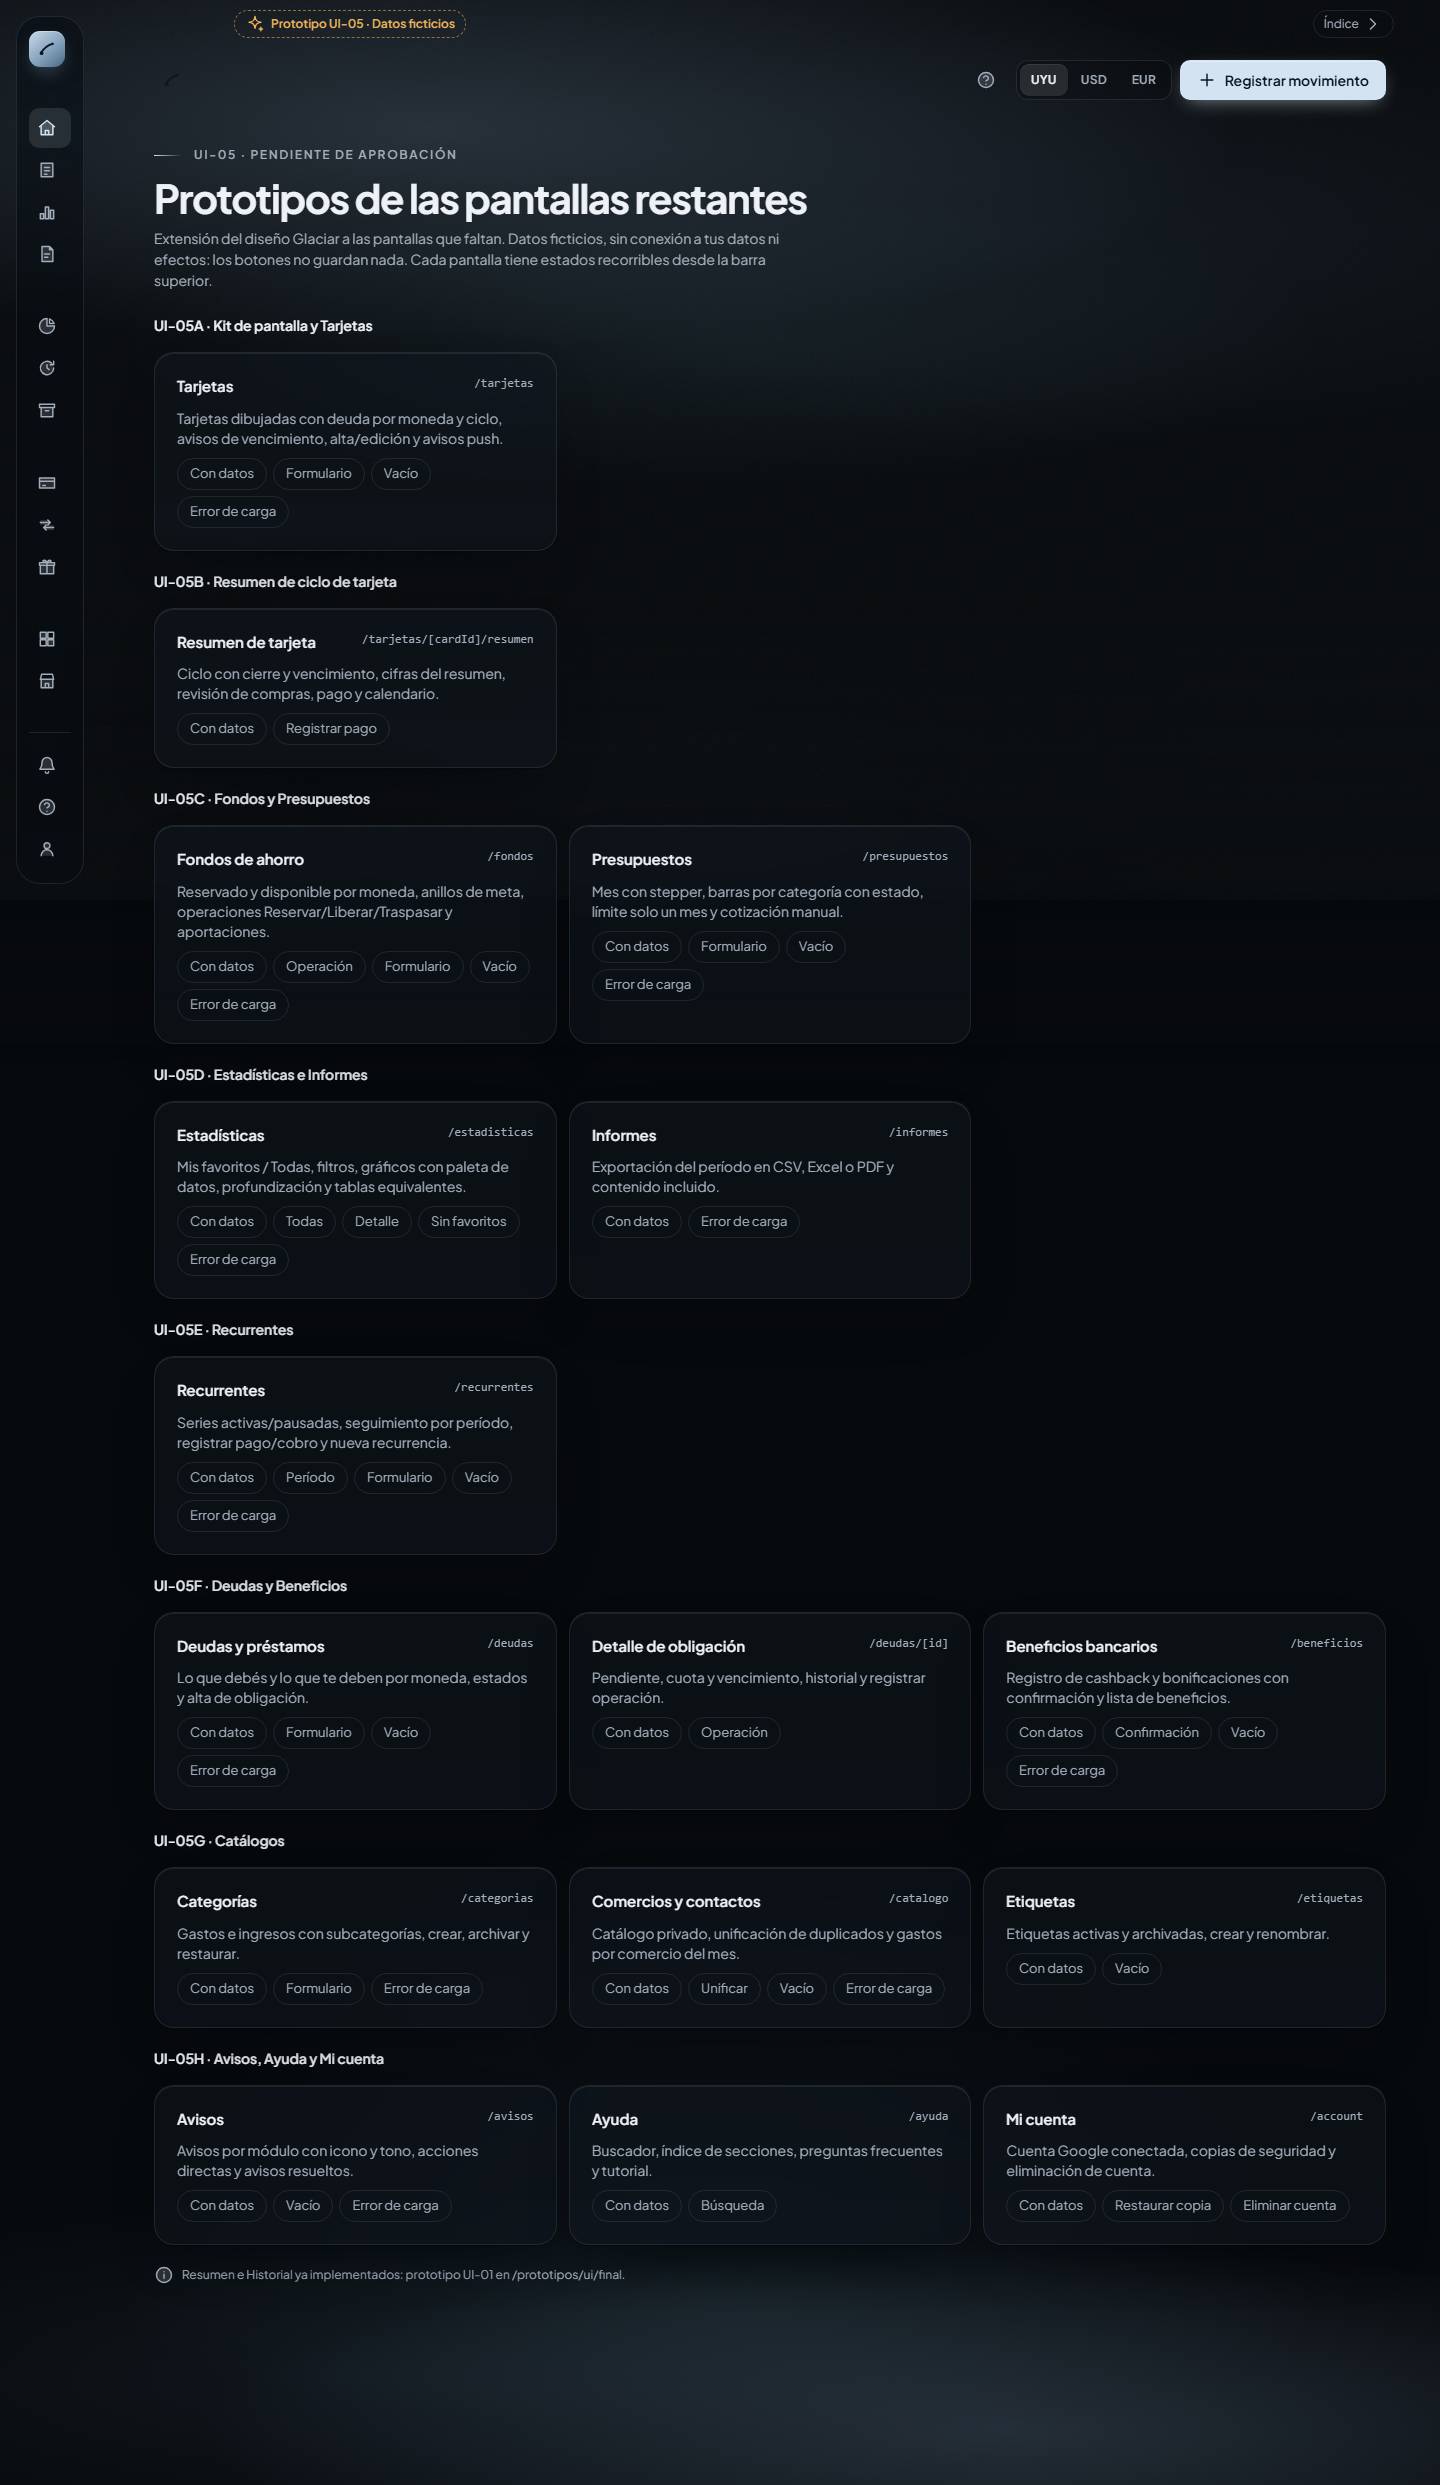 Prototipo UI-05 · Datos ficticios
Índice
UYU
USD
EUR
Registrar movimiento
UI-05 · PENDIENTE DE APROBACIÓN
Prototipos de las pantallas restantes
Extensión del diseño Glaciar a las pantallas que faltan. Datos ficticios, sin conexión a tus datos ni
efectos: los botones no guardan nada. Cada pantalla tiene estados recorribles desde la barra
superior.
UI-05A · Kit de pantalla y Tarjetas
Tarjetas
/tarjetas
Tarjetas dibujadas con deuda por moneda y ciclo,
avisos de vencimiento, alta/edición y avisos push.
Con datos
Formulario
Vacío
Error de carga
UI-05B · Resumen de ciclo de tarjeta
Resumen de tarjeta
/tarjetas/[cardId]/resumen
Ciclo con cierre y vencimiento, cifras del resumen,
revisión de compras, pago y calendario.
Con datos
Registrar pago
UI-05C · Fondos y Presupuestos
Fondos de ahorro
/fondos
Reservado y disponible por moneda, anillos de meta,
operaciones Reservar/Liberar/Traspasar y
aportaciones.
Con datos
Operación
Formulario
Vacío
Error de carga
Presupuestos
/presupuestos
Mes con stepper, barras por categoría con estado,
límite solo un mes y cotización manual.
Con datos
Formulario
Vacío
Error de carga
UI-05D · Estadísticas e Informes
Estadísticas
/estadisticas
Mis favoritos / Todas, filtros, gráficos con paleta de
datos, profundización y tablas equivalentes.
Con datos
Todas
Detalle
Sin favoritos
Error de carga
Informes
/informes
Exportación del período en CSV, Excel o PDF y
contenido incluido.
Con datos
Error de carga
UI-05E · Recurrentes
Recurrentes
/recurrentes
Series activas/pausadas, seguimiento por período,
registrar pago/cobro y nueva recurrencia.
Con datos
Período
Formulario
Vacío
Error de carga
UI-05F · Deudas y Beneficios
Deudas y préstamos
/deudas
Lo que debés y lo que te deben por moneda, estados
y alta de obligación.
Con datos
Formulario
Vacío
Error de carga
Detalle de obligación
/deudas/[id]
Pendiente, cuota y vencimiento, historial y registrar
operación.
Con datos
Operación
Beneficios bancarios
/beneficios
Registro de cashback y bonificaciones con
confirmación y lista de beneficios.
Con datos
Confirmación
Vacío
Error de carga
UI-05G · Catálogos
Categorías
/categorias
Gastos e ingresos con subcategorías, crear, archivar y
restaurar.
Con datos
Formulario
Error de carga
Comercios y contactos
/catalogo
Catálogo privado, unificación de duplicados y gastos
por comercio del mes.
Con datos
Unificar
Vacío
Error de carga
Etiquetas
/etiquetas
Etiquetas activas y archivadas, crear y renombrar.
Con datos
Vacío
UI-05H · Avisos, Ayuda y Mi cuenta
Avisos
/avisos
Avisos por módulo con icono y tono, acciones
directas y avisos resueltos.
Con datos
Vacío
Error de carga
Ayuda
/ayuda
Buscador, índice de secciones, preguntas frecuentes
y tutorial.
Con datos
Búsqueda
Mi cuenta
/account
Cuenta Google conectada, copias de seguridad y
eliminación de cuenta.
Con datos
Restaurar copia
Eliminar cuenta
Resumen e Historial ya implementados: prototipo UI-01 en /prototipos/ui/final.